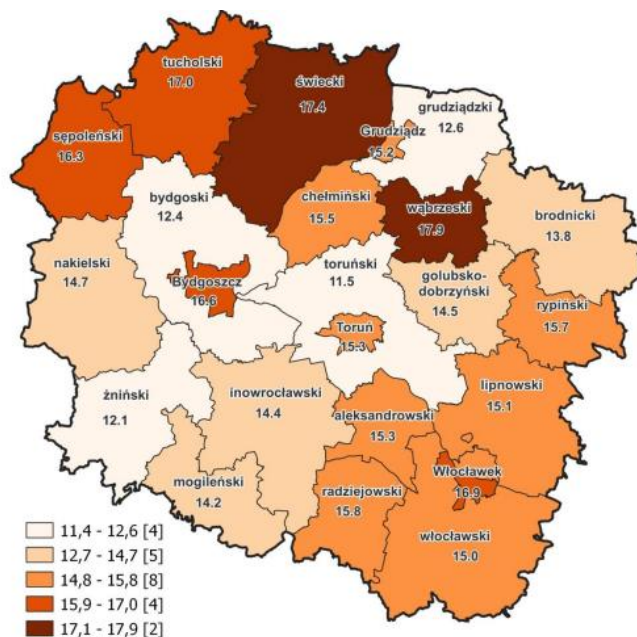 tucholski
17.0
świecki
17.4
grudziądzki
12.6
Grudziądz
15.2
sępoleński
16.3
bydgoski
12.4
chełmiński
15.5
wąbrzeski
17.9
brodnicki
13.8
nakielski
14.7
Bydgoszcz
16.6
toruński
11.5
golubsko-
dobrzyński
14.5
rypiński
15.7
Toruń
15.3
żniński
12.1
inowrocławski
14.4
aleksandrowski
15.3
lipnowski
15.1
mogileński
14.2
radziejowski
15.8
Włocławek
16.9
włocławski
15.0
11,4 - 12,6 [4]
12,7 - 14,7 [5]
14,8 - 15,8 [8]
15,9 - 17,0 [4]
17,1 - 17,9 [2]